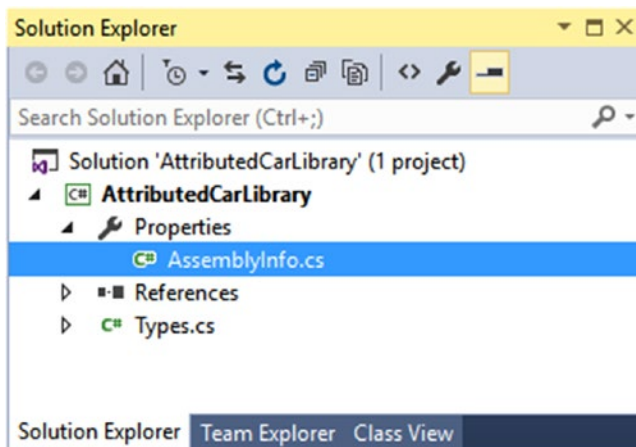 Solution Explorer
Search Solution Explorer (Ctrl+;)
Solution 'AttributedCarLibrary' (1 project)
C# AttributedCarLibrary
Properties
C# AssemblyInfo.cs
References
C# Types.cs
Solution Explorer Team Explorer Class View